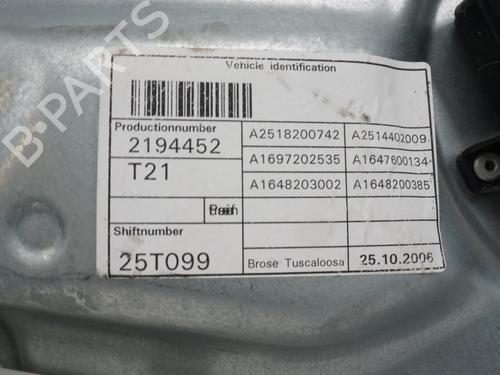 B-PARTS
Vehicle identification
Productionnumber
2194452
T21
Shiftnumber
25T099
A2518200742 A2514402009
A1697202535 A1647600134
A1648203002 A1648200385
Brose Tuscaloosa 25.10.2006